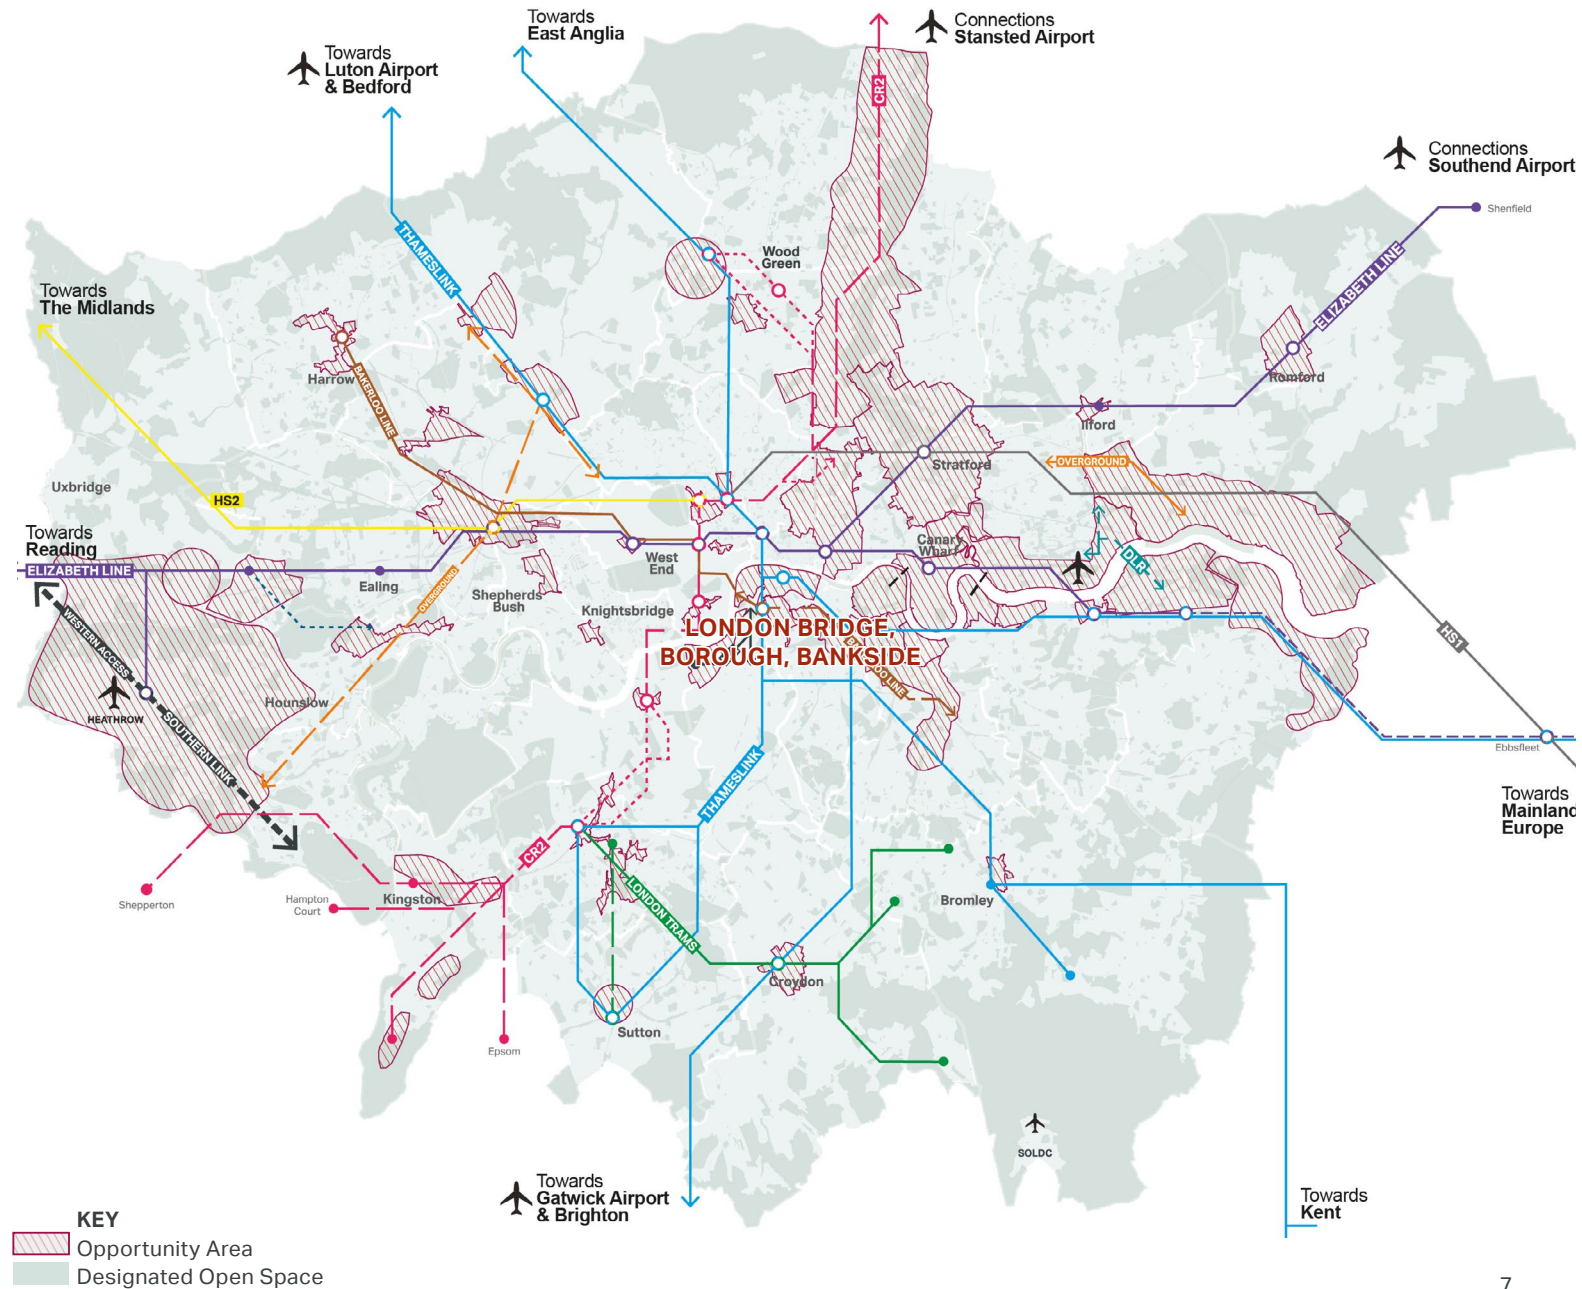 Towards
East Anglia
Connections
Stansted Airport
Towards
Luton Airport
& Bedford
CR2
Connections
Southend Airport
Shenfield
THAMESLINK
Wood
Green
ELIZABETH LINE
Towards
The Midlands
Harrow
BAKERLOO LINE
Romford
Ilford
Stratford
OVERGROUND
Uxbridge
HS2
Towards
Reading
ELIZABETH LINE
Ealing
West
End
Canary
Wharf
DLR
OVERGROUND
Shepherds
Bush
Knightsbridge
LONDON BRIDGE,
BOROUGH, BANKSIDE
LINE
HS1
WESTERN ACCESS
HEATHROW
Hounslow
SOUTHERN LINK
Ebbsfleet
THAMESLINK
Towards
Mainland
Europe
CR2
Shepperton
Hampton
Court
Kingston
LONDON TRAMS
Bromley
Croydon
Sutton
Epsom
SOLDC
Towards
Gatwick Airport
& Brighton
Towards
Kent
KEY
Opportunity Area
Designated Open Space
7